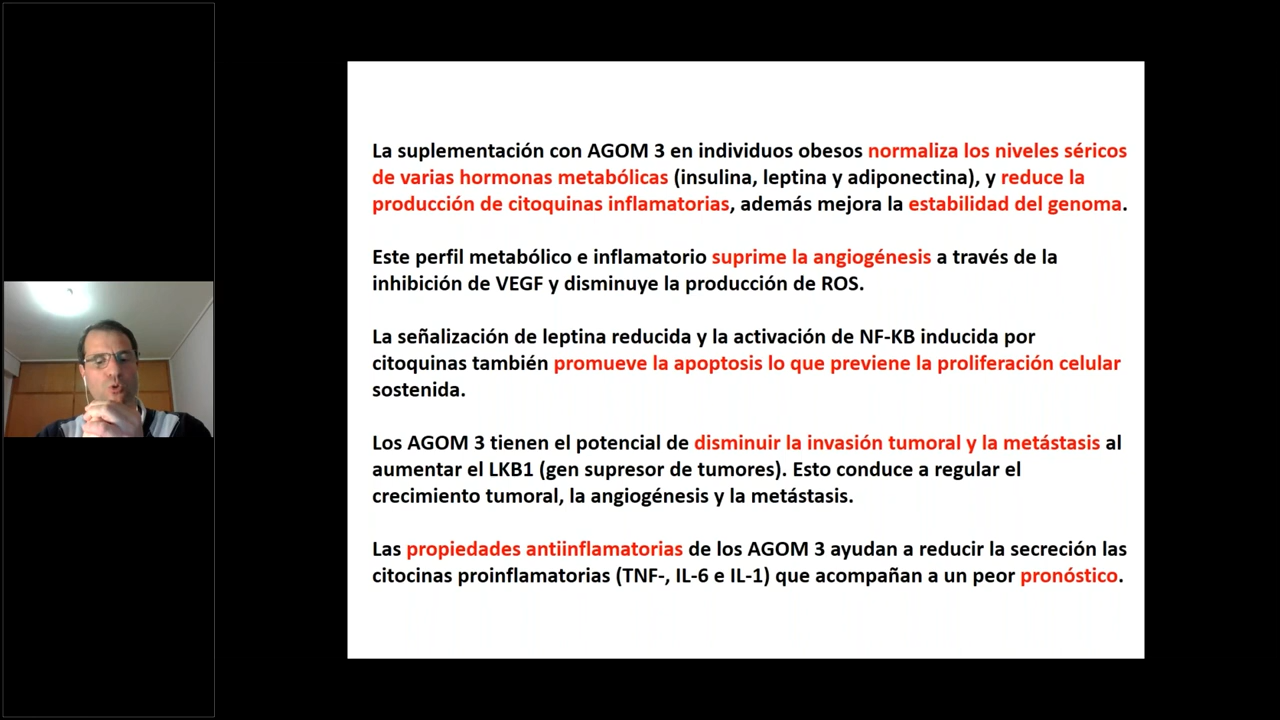 La suplementación con AGOM 3 en individuos obesos normaliza los niveles séricos
de varias hormonas metabólicas (insulina, leptina y adiponectina), y reduce la
producción de citoquinas inflamatorias, además mejora la estabilidad del genoma.
Este perfil metabólico e inflamatorio suprime la angiogénesis a través de la
inhibición de VEGF y disminuye la producción de ROS.
La señalización de leptina reducida y la activación de NF-KB inducida por
citoquinas también promueve la apoptosis lo que previene la proliferación celular
sostenida.
Los AGOM 3 tienen el potencial de disminuir la invasión tumoral y la metástasis al
aumentar el LKB1 (gen supresor de tumores). Esto conduce a regular el
crecimiento tumoral, la angiogénesis y la metástasis.
Las propiedades antiinflamatorias de los AGOM 3 ayudan a reducir la secreción las
citocinas proinflamatorias (TNF-, IL-6 e IL-1) que acompañan a un peor pronóstico.